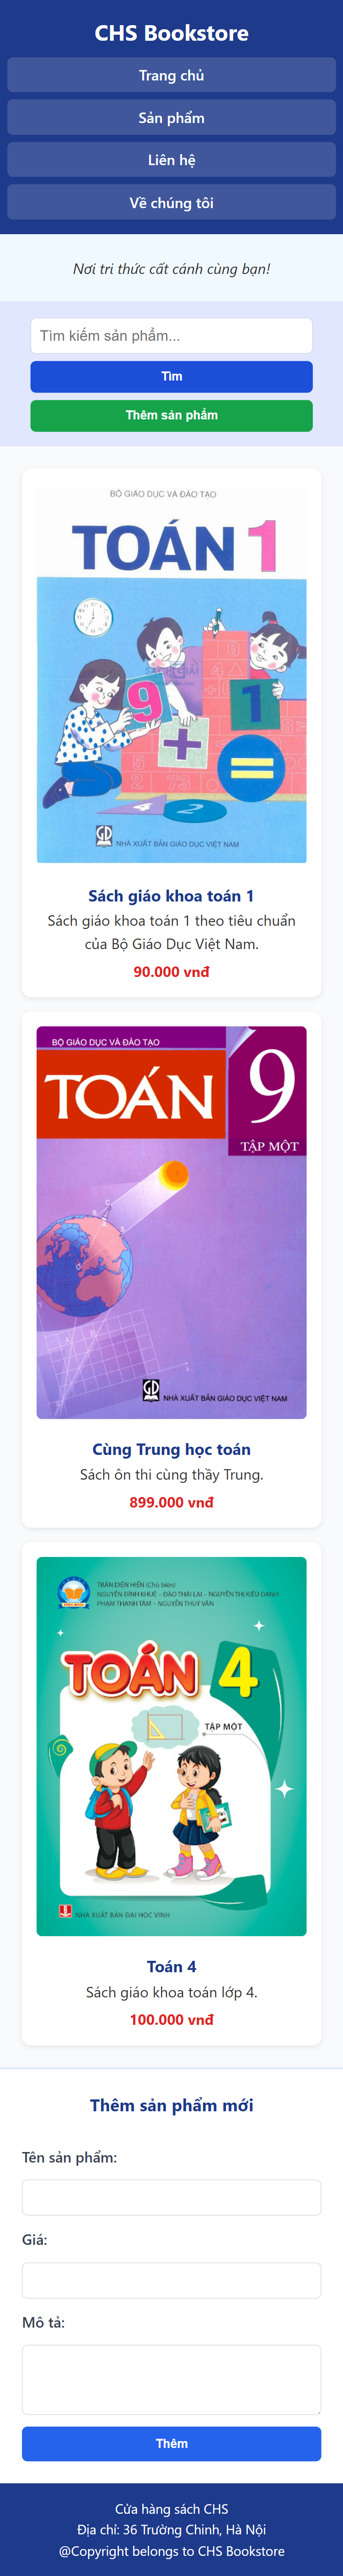 CHS Bookstore
Trang chủ
Sản phẩm
Liên hệ
Về chúng tôi
Nơi tri thức cất cánh cùng bạn!
Tìm kiếm sản phẩm...
Tìm
Thêm sản phẩm
BỘ GIÁO DỤC VÀ ĐÀO TẠO
TOÁN 1
9
1
+
=
4 2
NHÀ XUẤT BẢN GIÁO DỤC VIỆT NAM
Sách giáo khoa toán 1
Sách giáo khoa toán 1 theo tiêu chuẩn
của Bộ Giáo Dục Việt Nam.
90.000 vnđ
BỘ GIÁO DỤC VÀ ĐÀO TẠO
TOÁN 9
TẬP MỘT
NHÀ XUẤT BẢN GIÁO DỤC VIỆT NAM
Cùng Trung học toán
Sách ôn thi cùng thầy Trung.
899.000 vnđ
TRẦN DIÊN HIỂN (Chủ biên)
NGUYỄN ĐÌNH KHUÊ - ĐÀO THÁI LAI - NGUYỄN THỊ KIỀU OANH
PHẠM THANH TÂM - NGUYỄN THUÝ VÂN
TOÁN 4
TẬP MỘT
NHÀ XUẤT BẢN ĐẠI HỌC VINH
Toán 4
Sách giáo khoa toán lớp 4.
100.000 vnđ
Thêm sản phẩm mới
Tên sản phẩm:
Giá:
Mô tả:
Thêm
Cửa hàng sách CHS
Địa chỉ: 36 Trường Chinh, Hà Nội
@Copyright belongs to CHS Bookstore